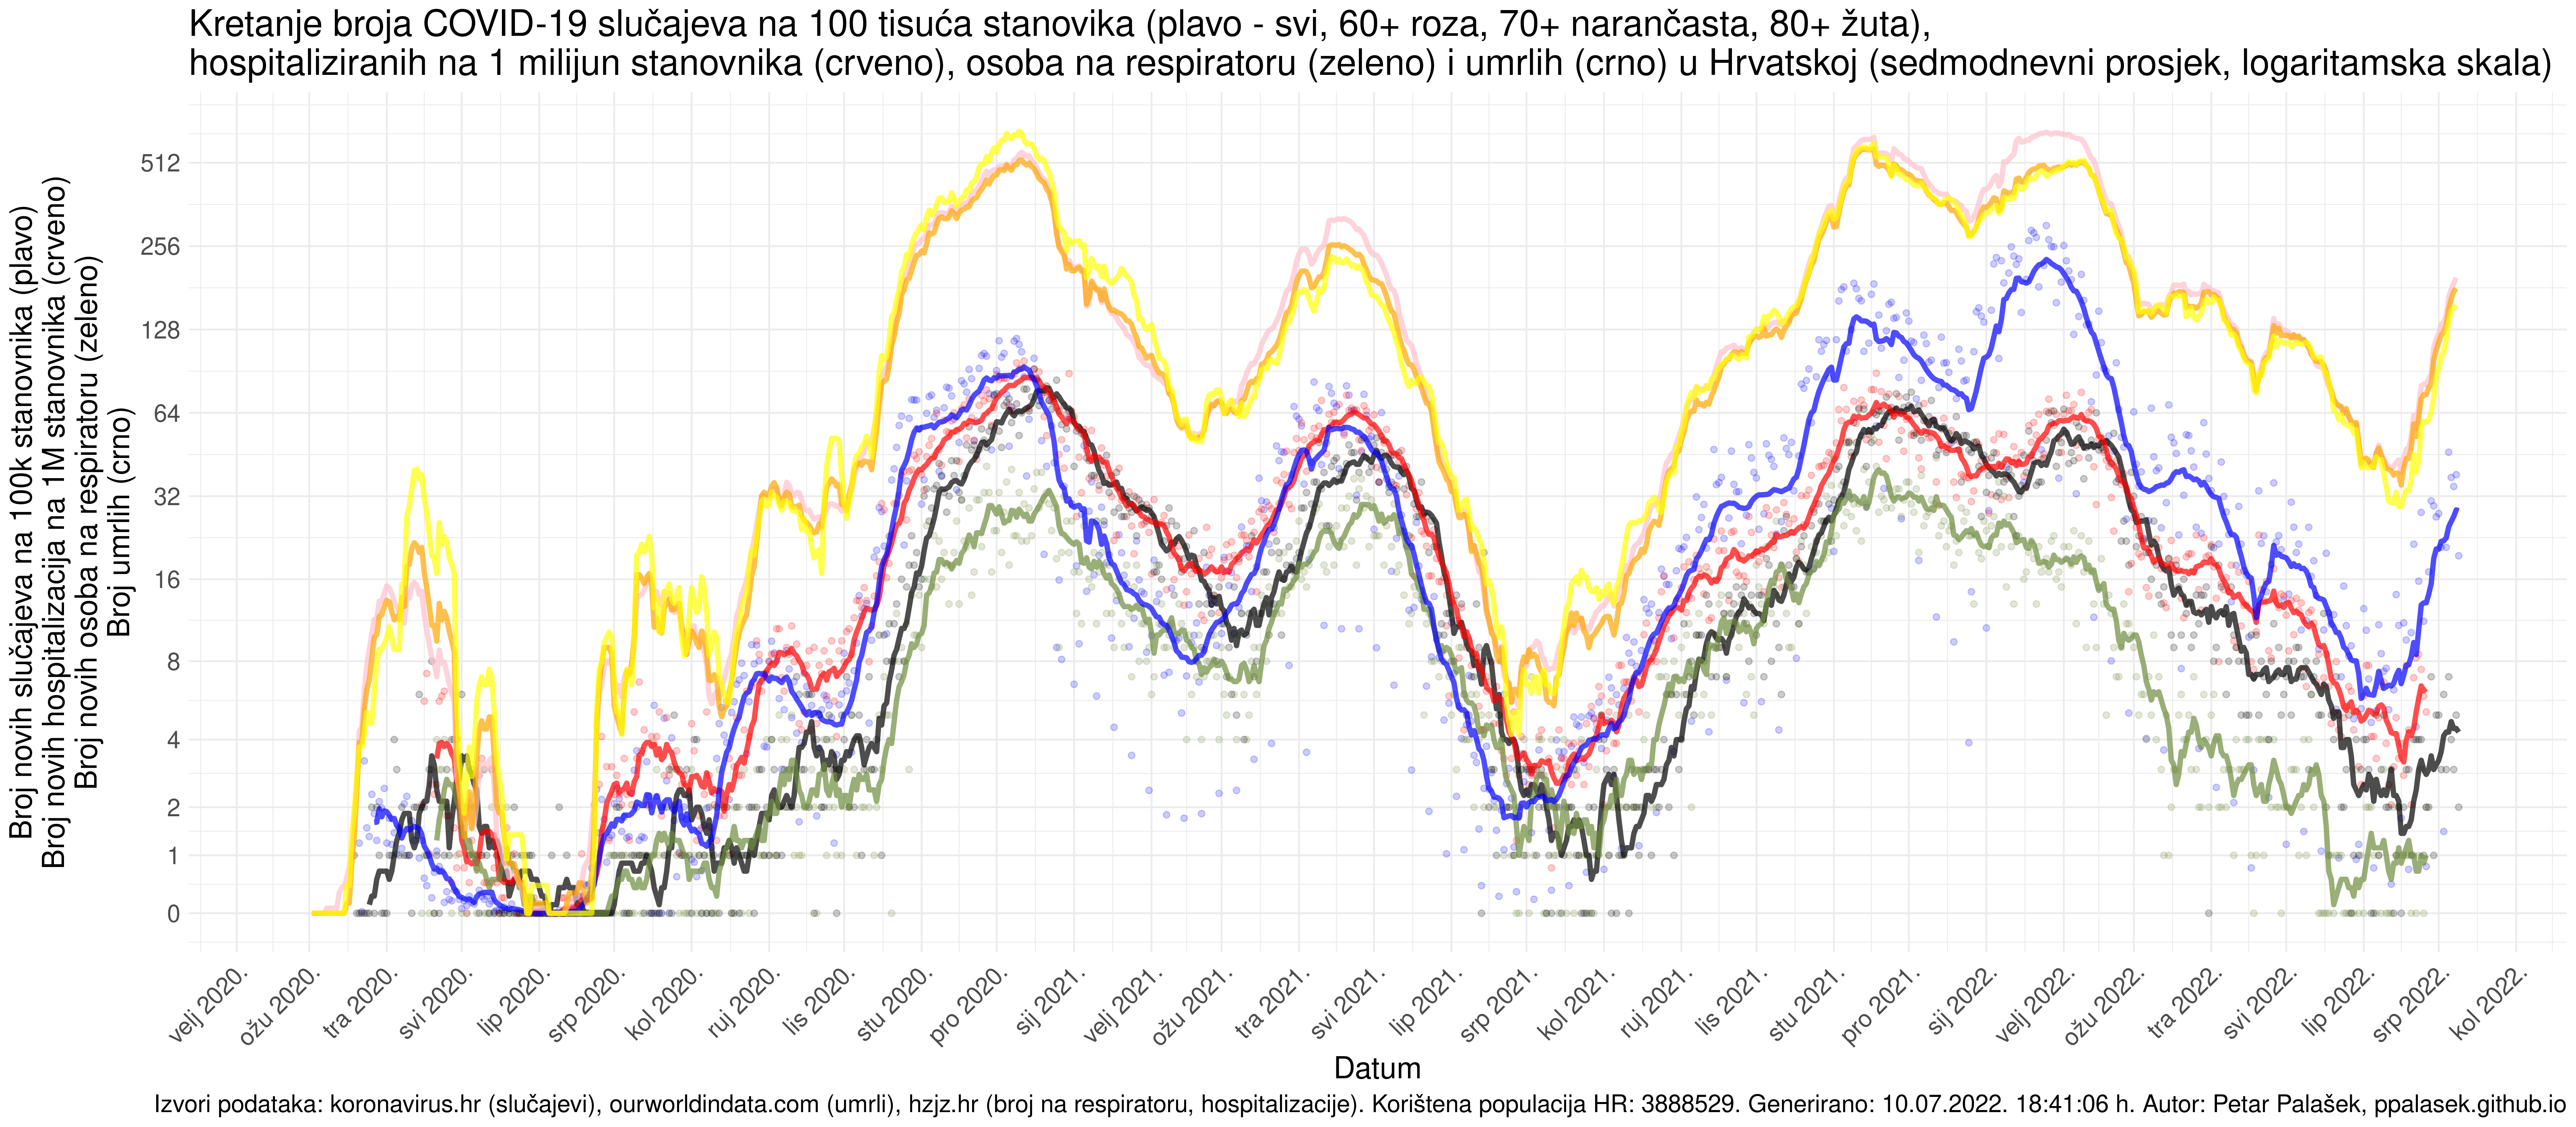 Kretanje broja COVID-19 slučajeva na 100 tisuća stanovika (plavo - svi, 60+ roza, 70+ narančasta, 80+ žuta),
hospitaliziranih na 1 milijun stanovnika (crveno), osoba na respiratoru (zeleno) i umrlih (crno) u Hrvatskoj (sedmodnevni prosjek, logaritamska skala)
Broj novih slučajeva na 100k stanovnika (plavo)
Broj novih hospitalizacija na 1M stanovnika (crveno)
Broj novih osoba na respiratoru (zeleno)
Broj umrlih (crno)
512
256
128
64
32
16
8
4
2
1
0
velj 2020.
ožu 2020.
tra 2020.
svi 2020.
lip 2020.
srp 2020.
kol 2020.
ruj 2020.
lis 2020.
stu 2020.
pro 2020.
sij 2021.
velj 2021.
ožu 2021.
tra 2021.
svi 2021.
lip 2021.
srp 2021.
kol 2021.
ruj 2021.
lis 2021.
stu 2021.
pro 2021.
sij 2022.
velj 2022.
ožu 2022.
tra 2022.
svi 2022.
lip 2022.
srp 2022.
kol 2022.
Datum
Izvori podataka: koronavirus.hr (slučajevi), ourworldindata.com (umrli), hzjz.hr (broj na respiratoru, hospitalizacije). Korištena populacija HR: 3888529. Generirano: 10.07.2022. 18:41:06 h. Autor: Petar Palašek, ppalasek.github.io